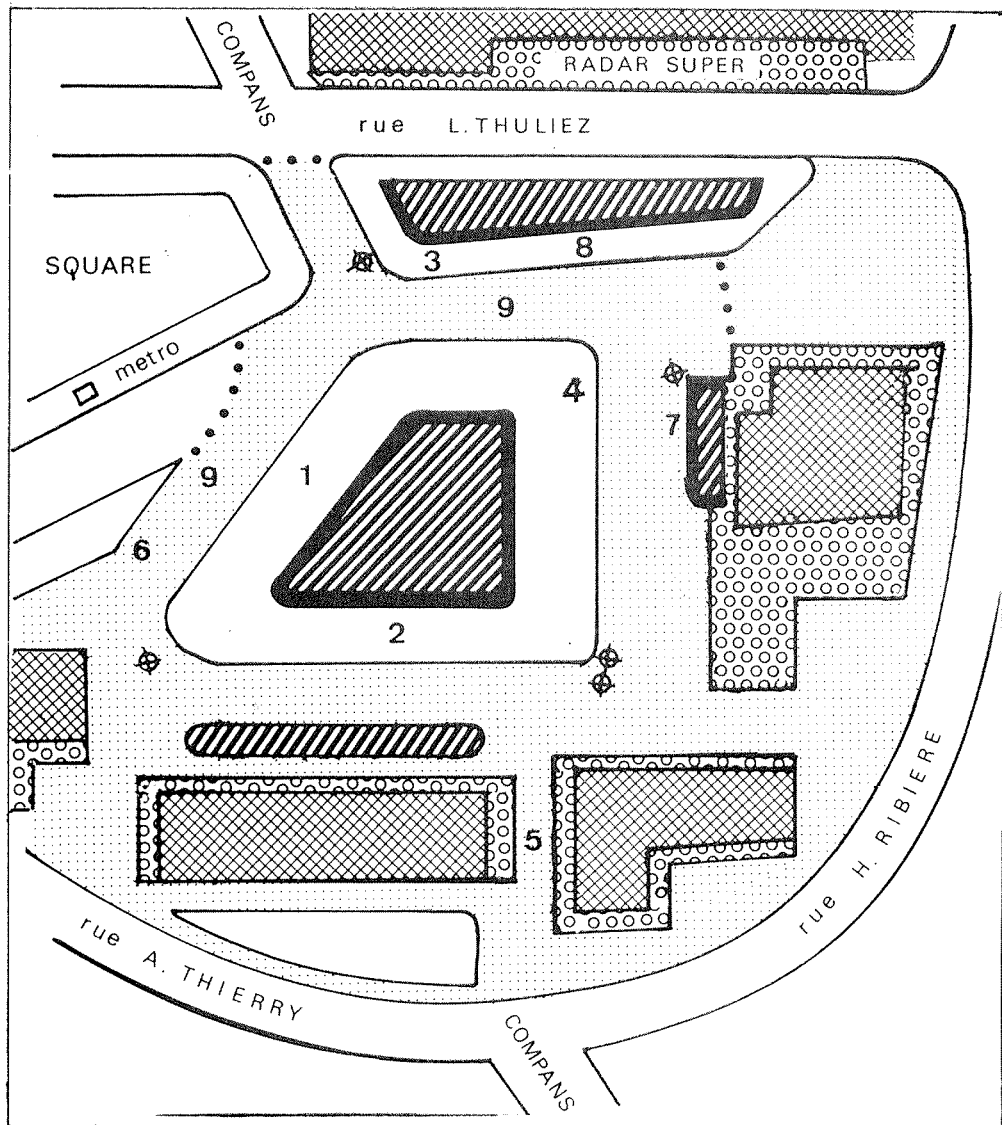 COMPANS
RADAR SUPER
rue L. THULIEZ
SQUARE
3
8
9
metro
4
7
1
9
6
2
5
rue H. RIBIERE
rue A. THIERRY
COMPANS